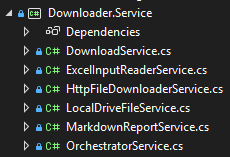 Downloader.Service
Dependencies
C# DownloadService.cs
C# ExcelInputReaderService.cs
C# HttpFileDownloaderService.cs
C# LocalDriveFileService.cs
C# MarkdownReportService.cs
C# OrchestratorService.cs